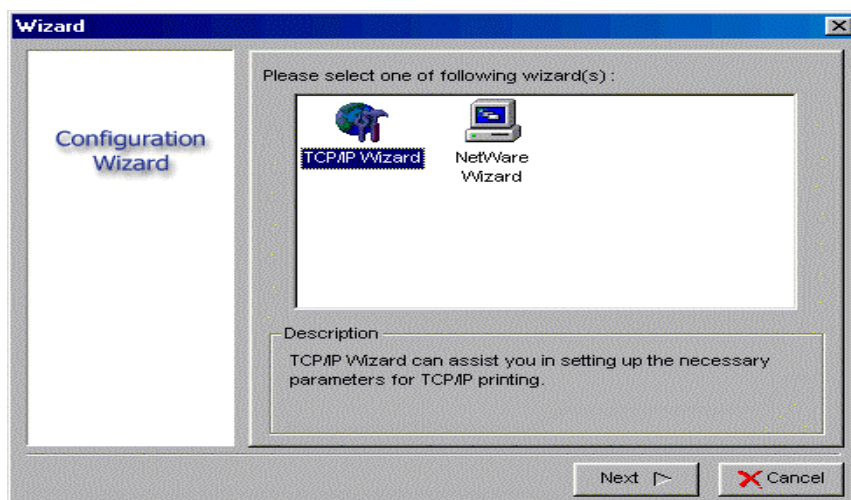 Wizard
Configuration
Wizard
Please select one of following wizard(s) :
TCP/IP Wizard
NetWare
Wizard
Description
TCP/IP Wizard can assist you in setting up the necessary
parameters for TCP/IP printing.
Next
Cancel